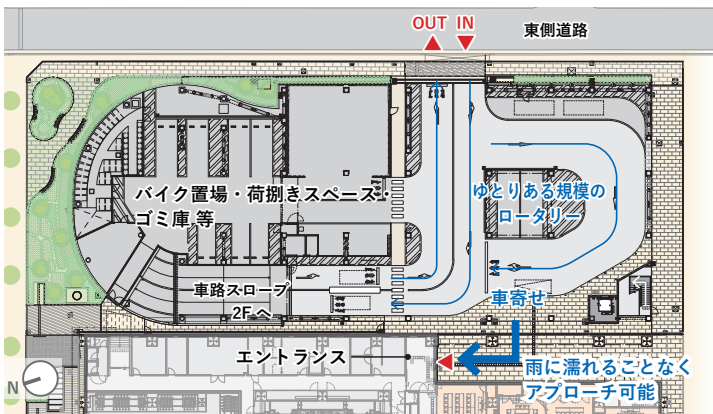 OUT IN
東側道路
バイク置場・荷捌きスペース・
ゴミ庫 等
ゆとりある規模の
ロータリー
車路スロープ
2Fへ
車寄せ
エントランス
雨に濡れることなく
アプローチ可能
N